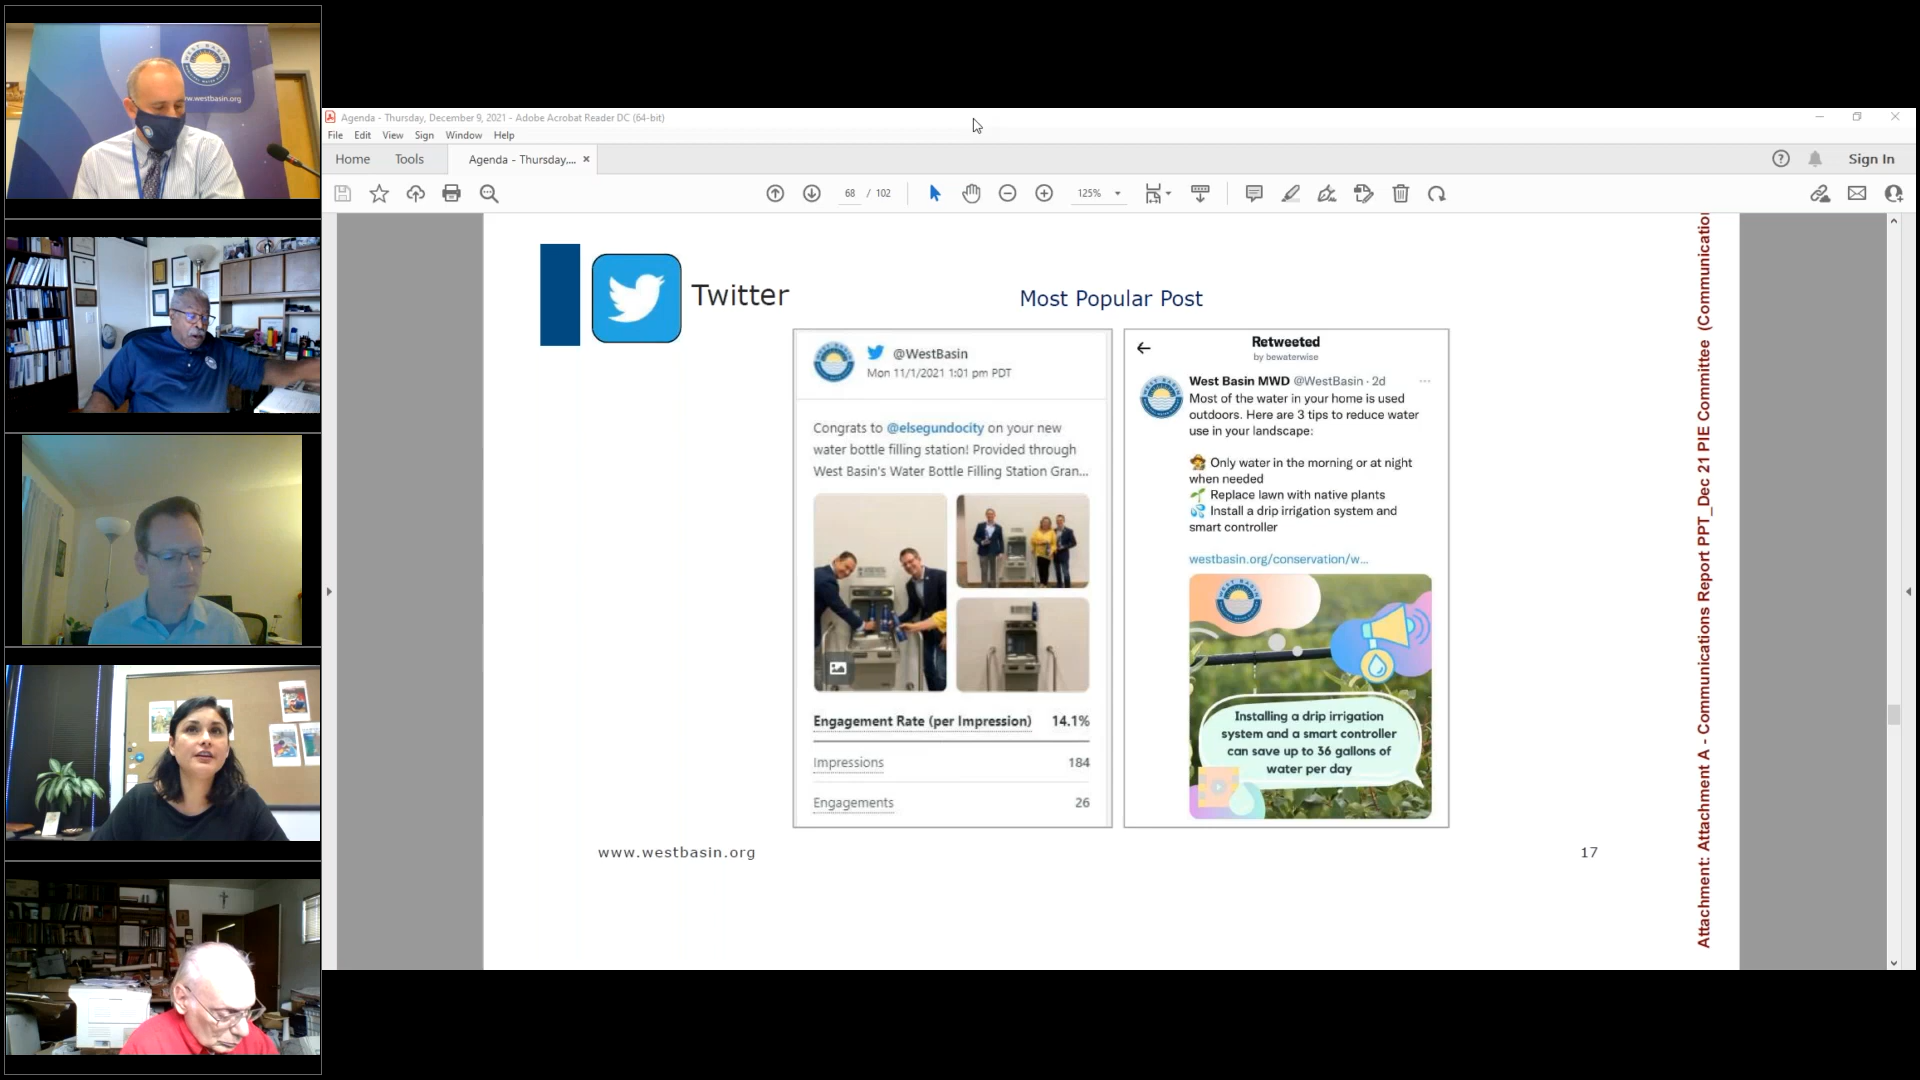 WEST BASIN
www.westbasin.org
Agenda - Thursday, December 9, 2021 - Adobe Acrobat Reader DC (64-bit)
File Edit View Sign Window Help
Home Tools Agenda - Thursday,... ×
Sign In
68 / 102
125%
Twitter
Most Popular Post
@WestBasin
Mon 11/1/2021 1:01 pm PDT
Congrats to @elsegundocity on your new
water bottle filling station! Provided through
West Basin's Water Bottle Filling Station Gran...
Engagement Rate (per Impression) 14.1%
Impressions 184
Engagements 26
Retweeted
by bewaterwise
West Basin MWD @WestBasin · 2d
Most of the water in your home is used
outdoors. Here are 3 tips to reduce water
use in your landscape:
Only water in the morning or at night
when needed
Replace lawn with native plants
Install a drip irrigation system and
smart controller
westbasin.org/conservation/w...
WEST BASIN
Installing a drip irrigation
system and a smart controller
can save up to 36 gallons of
water per day
www.westbasin.org
17
Attachment: Attachment A - Communications Report PPT_Dec 21 PIE Committee (Communicatio